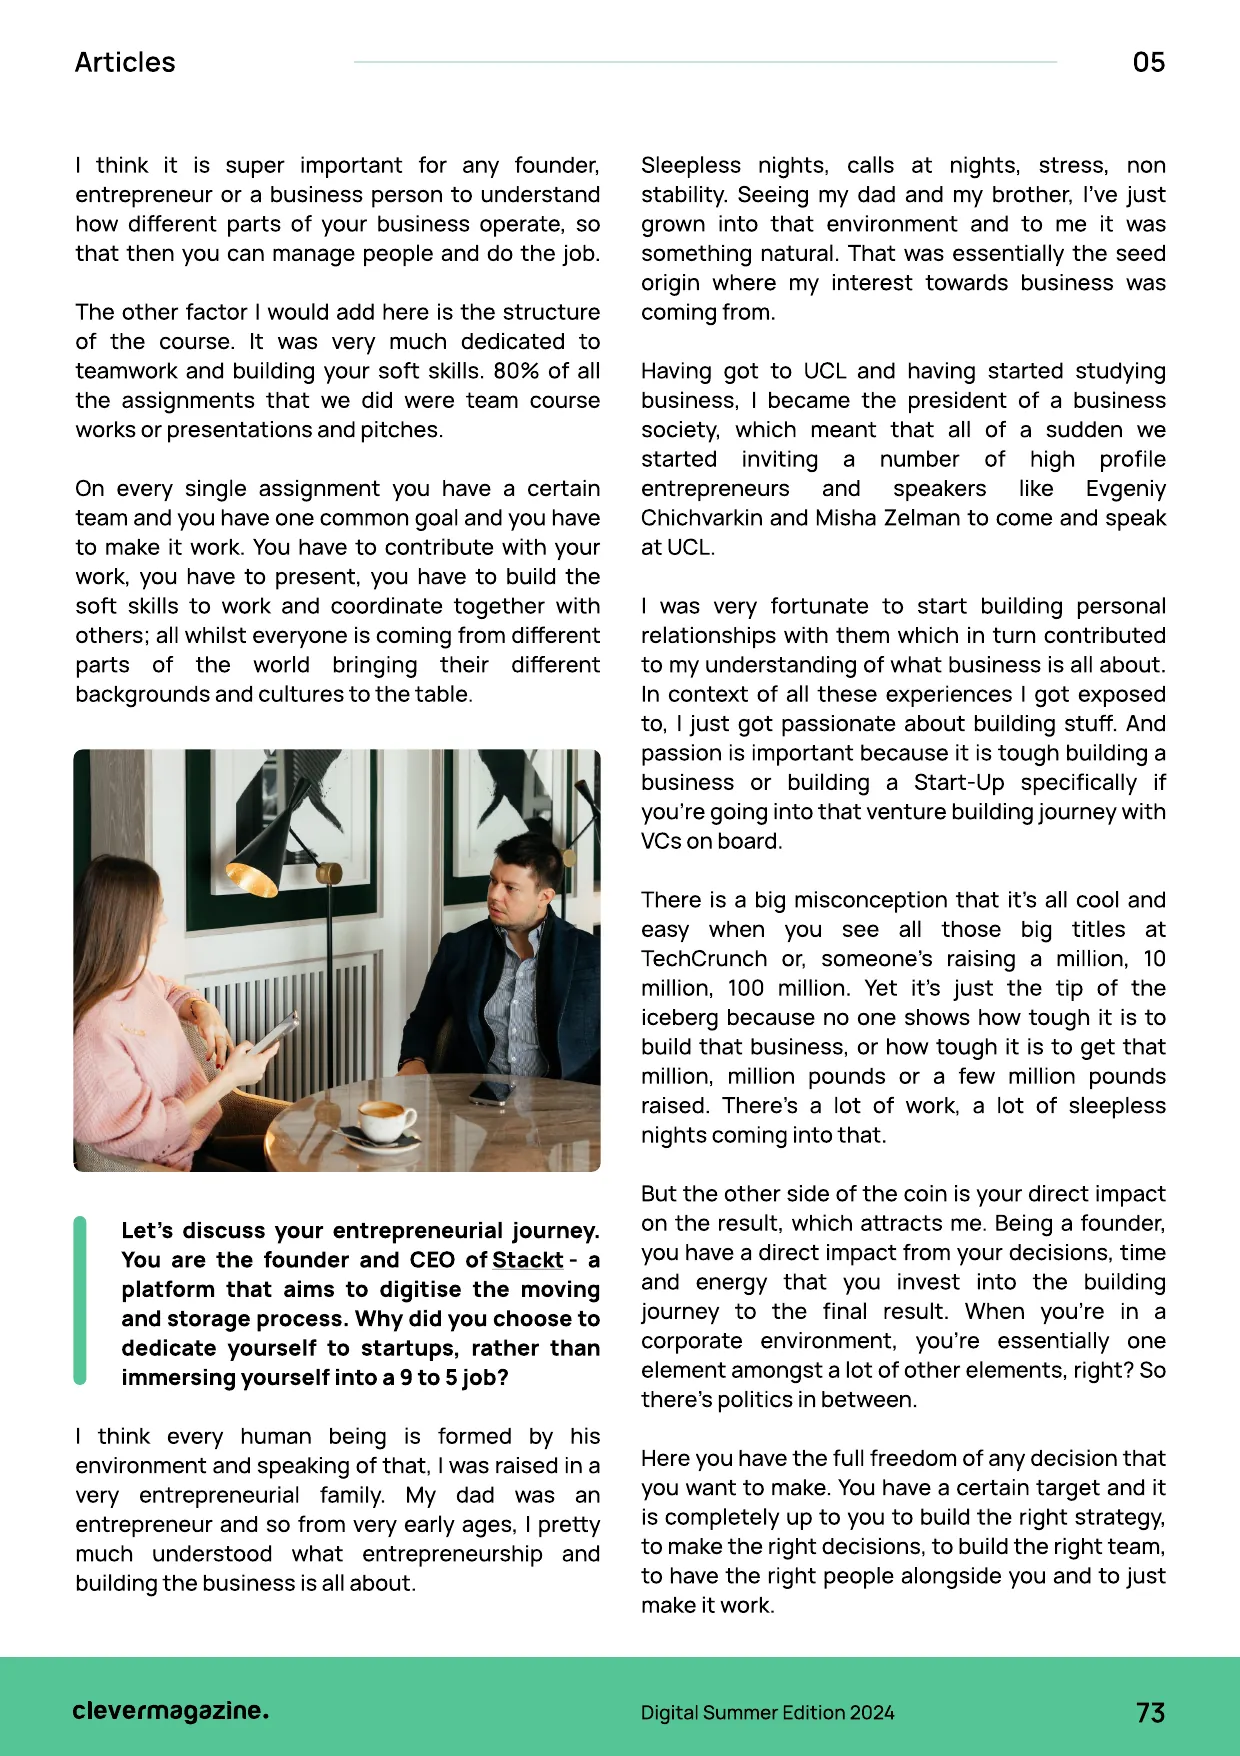 Articles
05
I think it is super important for any founder,
entrepreneur or a business person to understand
how different parts of your business operate, so
that then you can manage people and do the job.
The other factor I would add here is the structure
of the course. It was very much dedicated to
teamwork and building your soft skills. 80% of all
the assignments that we did were team course
works or presentations and pitches.
On every single assignment you have a certain
team and you have one common goal and you have
to make it work. You have to contribute with your
work, you have to present, you have to build the
soft skills to work and coordinate together with
others; all whilst everyone is coming from different
parts of the world bringing their different
backgrounds and cultures to the table.
Let's discuss your entrepreneurial journey.
You are the founder and CEO of Stackt - a
platform that aims to digitise the moving
and storage process. Why did you choose to
dedicate yourself to startups, rather than
immersing yourself into a 9 to 5 job?
I think every human being is formed by his
environment and speaking of that, I was raised in a
very entrepreneurial family. My dad was an
entrepreneur and so from very early ages, I pretty
much understood what entrepreneurship and
building the business is all about.
Sleepless nights, calls at nights, stress, non
stability. Seeing my dad and my brother, I've just
grown into that environment and to me it was
something natural. That was essentially the seed
origin where my interest towards business was
coming from.
Having got to UCL and having started studying
business, I became the president of a business
society, which meant that all of a sudden we
started inviting a number of high profile
entrepreneurs and speakers like Evgeniy
Chichvarkin and Misha Zelman to come and speak
at UCL.
I was very fortunate to start building personal
relationships with them which in turn contributed
to my understanding of what business is all about.
In context of all these experiences I got exposed
to, I just got passionate about building stuff. And
passion is important because it is tough building a
business or building a Start-Up specifically if
you're going into that venture building journey with
VCs on board.
There is a big misconception that it's all cool and
easy when you see all those big titles at
TechCrunch or, someone's raising a million, 10
million, 100 million. Yet it's just the tip of the
iceberg because no one shows how tough it is to
build that business, or how tough it is to get that
million, million pounds or a few million pounds
raised. There's a lot of work, a lot of sleepless
nights coming into that.
But the other side of the coin is your direct impact
on the result, which attracts me. Being a founder,
you have a direct impact from your decisions, time
and energy that you invest into the building
journey to the final result. When you're in a
corporate environment, you're essentially one
element amongst a lot of other elements, right? So
there's politics in between.
Here you have the full freedom of any decision that
you want to make. You have a certain target and it
is completely up to you to build the right strategy,
to make the right decisions, to build the right team,
to have the right people alongside you and to just
make it work.
clevermagazine.
Digital Summer Edition 2024
73